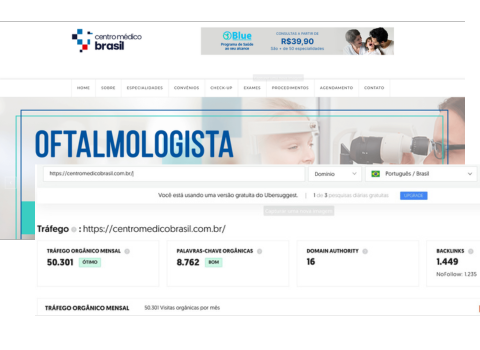 centro médico
brasil
Blue
Programa de Saúde
ao seu alcance
CONSULTAS A PARTIR DE
R$39,90
São + de 50 especialidades
HOME SOBRE ESPECIALIDADES CONVÊNIOS CHECK-UP EXAMES PROCEDIMENTOS AGENDAMENTO CONTATO
OFTALMOLOGISTA
https://centromedicobrasil.com.br/ Domínio Português / Brasil
Você está usando uma versão gratuita do Ubersuggest. 1 de 3 pesquisas diárias gratuitas UPGRADE
Tráfego : https://centromedicobrasil.com.br/
TRÁFEGO ORGÂNICO MENSAL
50.301 ÓTIMO
PALAVRAS-CHAVE ORGÂNICAS
8.762 BOM
DOMAIN AUTHORITY
16
BACKLINKS
1.449
NoFollow: 1.235
TRÁFEGO ORGÂNICO MENSAL 50.301 Visitas orgânicas por mês